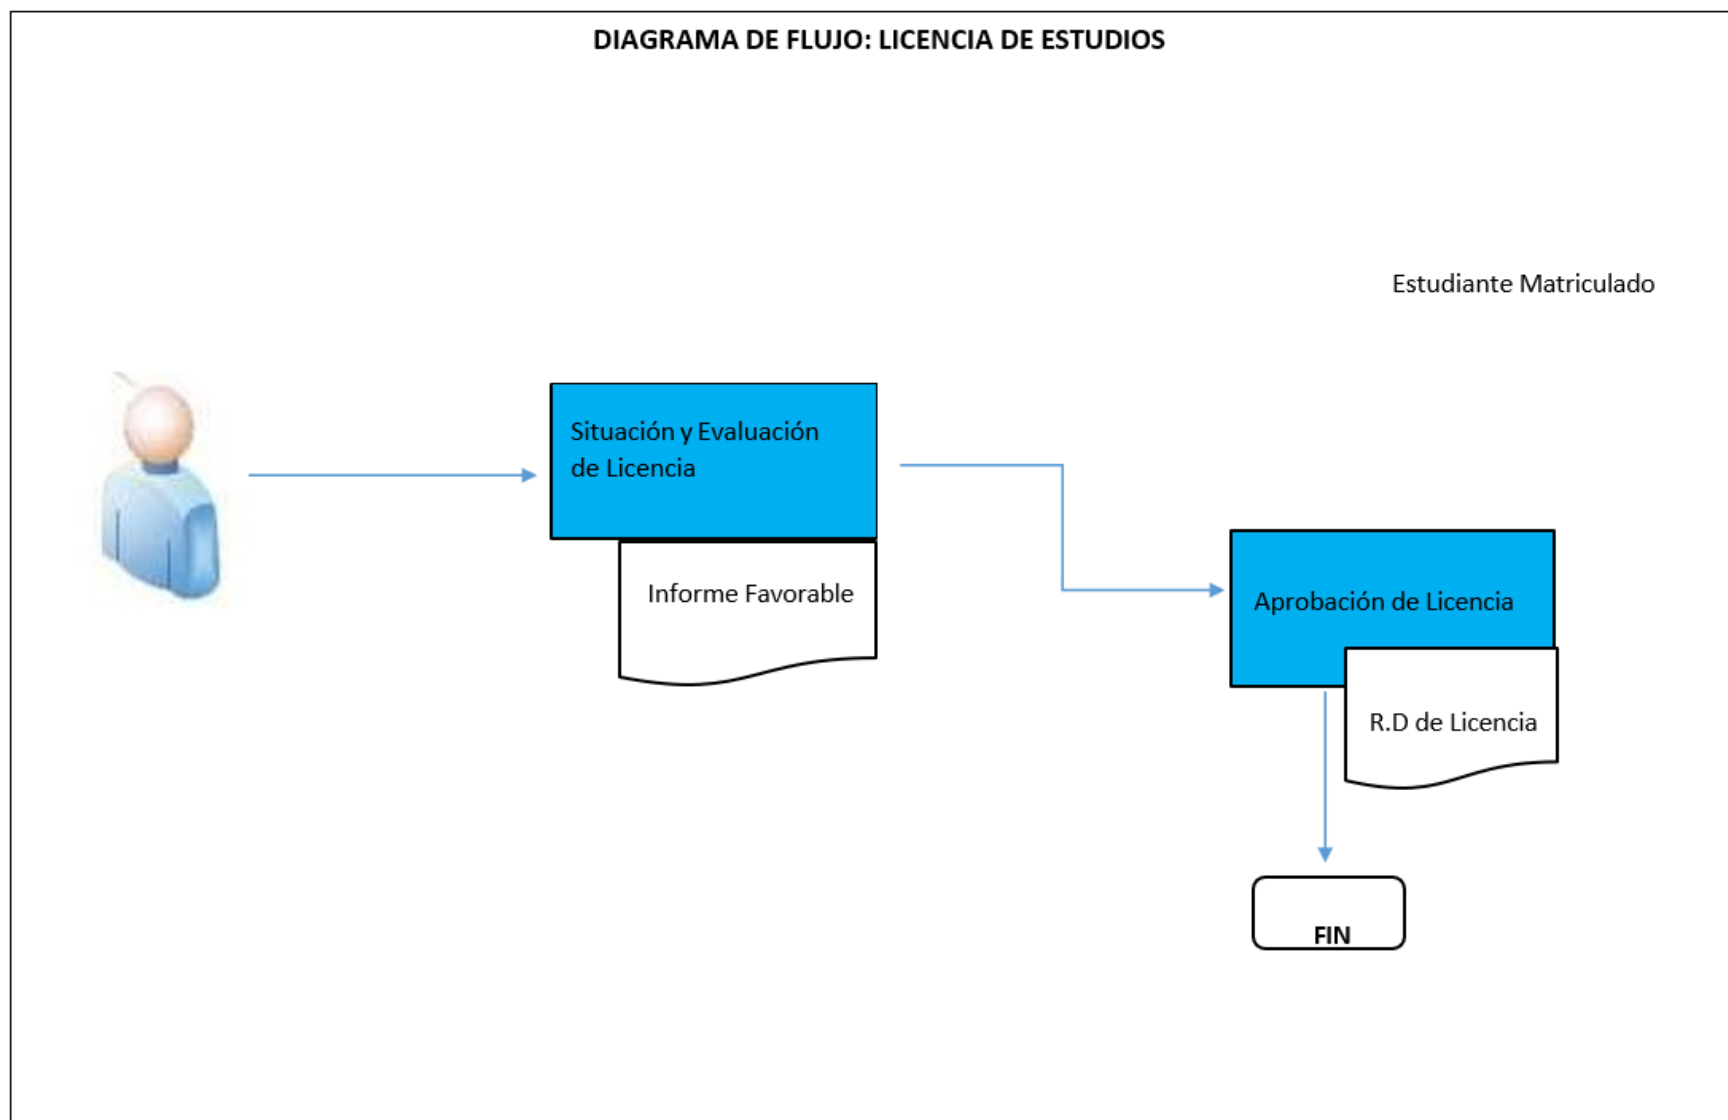 DIAGRAMA DE FLUJO: LICENCIA DE ESTUDIOS
Estudiante Matriculado
Situación y Evaluación
de Licencia
Informe Favorable
Aprobación de Licencia
R.D de Licencia
FIN